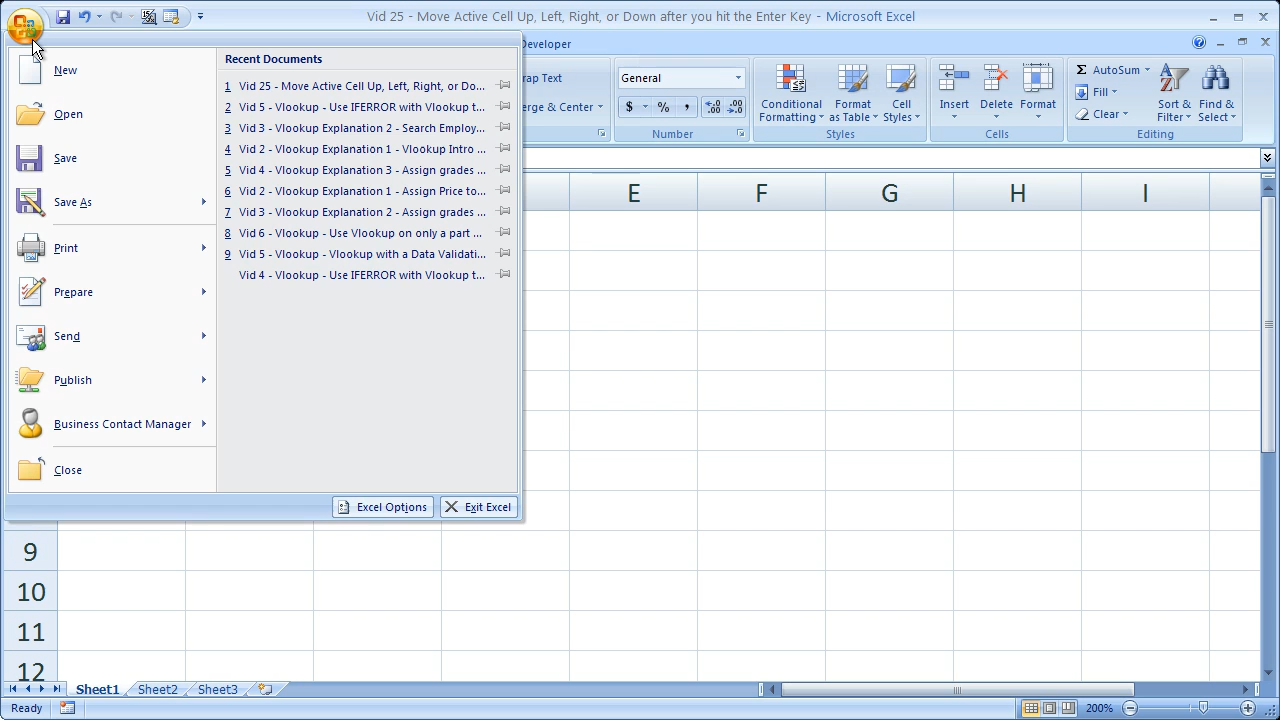 Vid 25 - Move Active Cell Up, Left, Right, or Down after you hit the Enter Key - Microsoft Excel
Developer
New
Open
Save
Save As
Print
Prepare
Send
Publish
Business Contact Manager
Close
Recent Documents
1 Vid 25 - Move Active Cell Up, Left, Right, or Do...
2 Vid 5 - Vlookup - Use IFERROR with Vlookup t...
3 Vid 3 - Vlookup Explanation 2 - Search Employ...
4 Vid 2 - Vlookup Explanation 1 - Vlookup Intro ...
5 Vid 4 - Vlookup Explanation 3 - Assign grades ...
6 Vid 2 - Vlookup Explanation 1 - Assign Price to...
7 Vid 3 - Vlookup Explanation 2 - Assign grades ...
8 Vid 6 - Vlookup - Use Vlookup on only a part ...
9 Vid 5 - Vlookup - Vlookup with a Data Validati...
Vid 4 - Vlookup - Use IFERROR with Vlookup t...
Excel Options
Exit Excel
rap Text
erge & Center
General
$ % ,
Number
Conditional Formatting
Format as Table
Cell Styles
Styles
Insert
Delete
Format
Cells
Σ AutoSum
Fill
Clear
Sort & Filter
Find & Select
Editing
E F G H I
9
10
11
12
Sheet1 Sheet2 Sheet3
Ready
200%